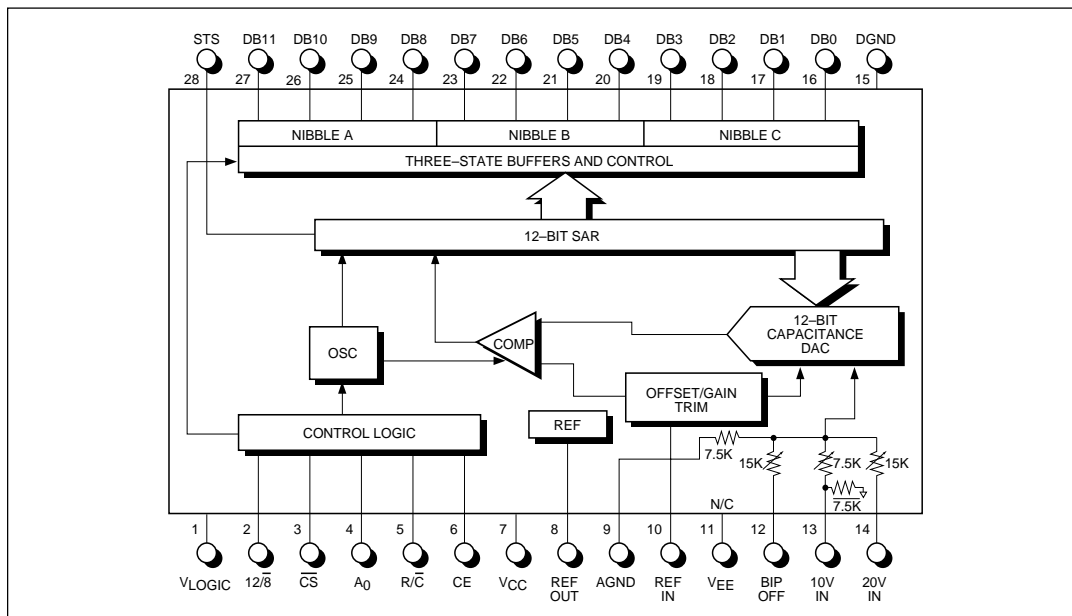 STS DB11 DB10 DB9 DB8 DB7 DB6 DB5 DB4 DB3 DB2 DB1 DB0 DGND
28 27 26 25 24 23 22 21 20 19 18 17 16 15
NIBBLE A NIBBLE B NIBBLE C
THREE–STATE BUFFERS AND CONTROL
12–BIT SAR
12–BIT
CAPACITANCE
DAC
COMP
OSC
OFFSET/GAIN
TRIM
REF
CONTROL LOGIC
7.5K 15K 7.5K 15K
7.5K
N/C
1 2 3 4 5 6 7 8 9 10 11 12 13 14
VLOGIC 12/8̅ C̅S̅ A0 R/C̅ CE VCC REF OUT AGND REF IN VEE BIP OFF 10V IN 20V IN